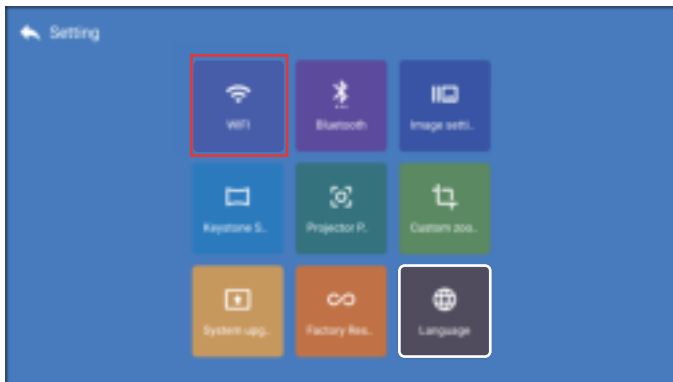 Setting
WiFi
Bluetooth
Image setti..
Keystone S..
Projector P..
Custom zoo..
System upg..
Factory Res..
Language